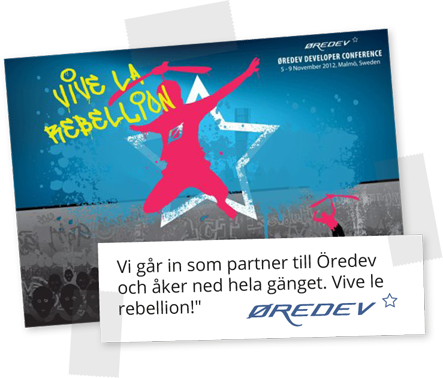 ØREDEV
ØREDEV DEVELOPER CONFERENCE
5 - 9 November 2012, Malmö, Sweden
VIVE LA
REBELLION
Vi går in som partner till Öredev
och åker ned hela gänget. Vive le
rebellion!"
ØREDEV